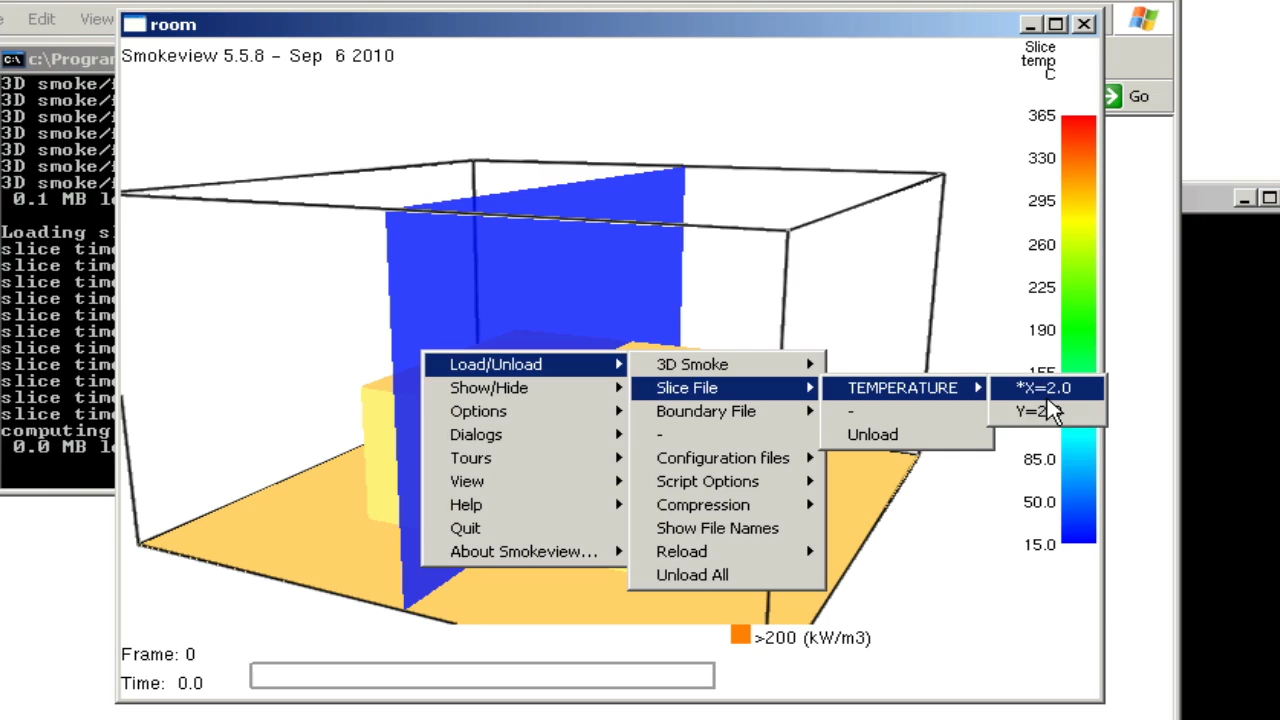 Edit View
room
Smokeview 5.5.8 - Sep 6 2010
Slice
temp
C
c:\Progra
3D smoke/
3D smoke/
3D smoke/
3D smoke/
3D smoke/
3D smoke/
3D smoke/
0.1 MB
Loading
slice
slice
slice
slice
slice
slice
slice
slice
slice
slice
slice
computing
0.0 MB
Go
365
330
295
260
225
190
155
85.0
50.0
15.0
Load/Unload
Show/Hide
Options
Dialogs
Tours
View
Help
Quit
About Smokeview...
3D Smoke
Slice File
Boundary File
-
Configuration files
Script Options
Compression
Show File Names
Reload
Unload All
TEMPERATURE
-
Unload
*X=2.0
>200 (kW/m3)
Frame: 0
Time: 0.0